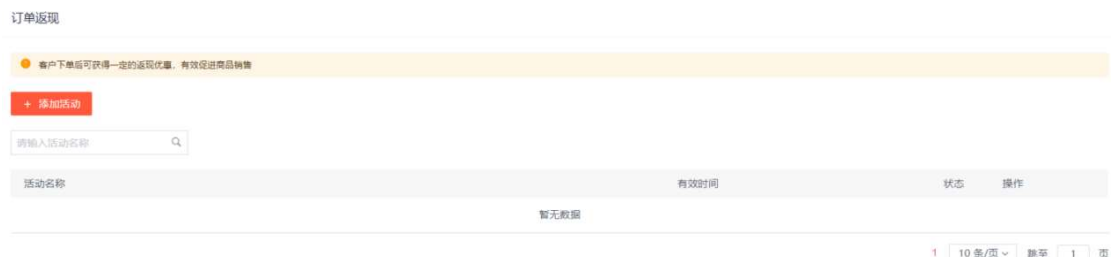 订单返现
客户下单后可获得一定的返现优惠，有效促进商品销售
+ 添加活动
请输入活动名称
活动名称 有效时间 状态 操作
暂无数据
1 10 条/页 跳至 1 页